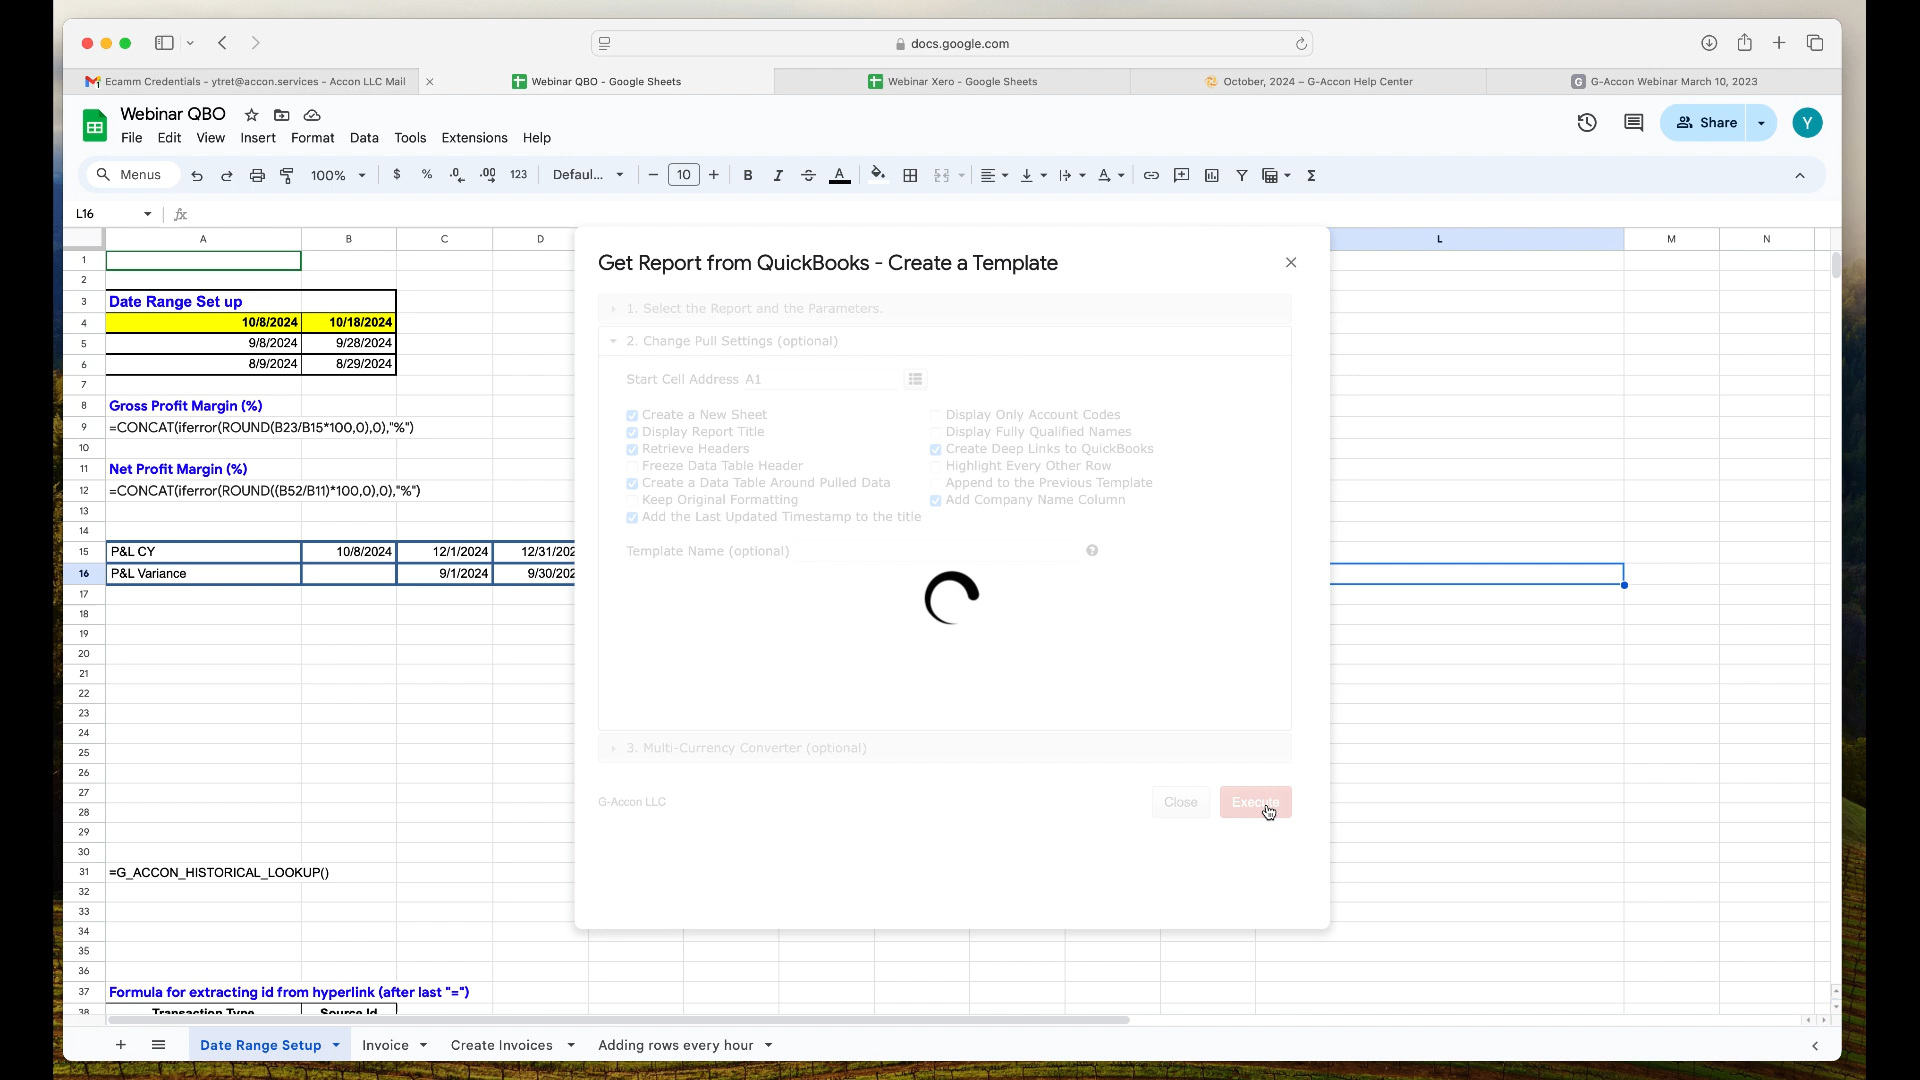 docs.google.com
Ecamm Credentials - ytret@accon.services - Accon LLC Mail
Webinar QBO - Google Sheets
Webinar Xero - Google Sheets
October, 2024 – G-Accon Help Center
G-Accon Webinar March 10, 2023
Webinar QBO
File Edit View Insert Format Data Tools Extensions Help
Share
Y
Menus 100% $ % .0 .00 123 Defaul... 10
L16
fx
A B C D L M N
1
2
3 Date Range Set up
4 10/8/2024 10/18/2024
5 9/8/2024 9/28/2024
6 8/9/2024 8/29/2024
7
8 Gross Profit Margin (%)
9 =CONCAT(iferror(ROUND(B23/B15*100,0),0),"%")
10
11 Net Profit Margin (%)
12 =CONCAT(iferror(ROUND((B52/B11)*100,0),0),"%")
13
14
15 P&L CY 10/8/2024 12/1/2024 12/31/202
16 P&L Variance 9/1/2024 9/30/202
17
18
19
20
21
22
23
24
25
26
27
28
29
30
31 =G_ACCON_HISTORICAL_LOOKUP()
32
33
34
35
36
37 Formula for extracting id from hyperlink (after last "=")
38 Transaction Type Source Id
Get Report from QuickBooks - Create a Template
1. Select the Report and the Parameters.
2. Change Pull Settings (optional)
Start Cell Address A1
Create a New Sheet Display Only Account Codes
Display Report Title Display Fully Qualified Names
Retrieve Headers Create Deep Links to QuickBooks
Freeze Data Table Header Highlight Every Other Row
Create a Data Table Around Pulled Data Append to the Previous Template
Keep Original Formatting Add Company Name Column
Add the Last Updated Timestamp to the title
Template Name (optional)
3. Multi-Currency Converter (optional)
G-Accon LLC Close Execute
Date Range Setup Invoice Create Invoices Adding rows every hour